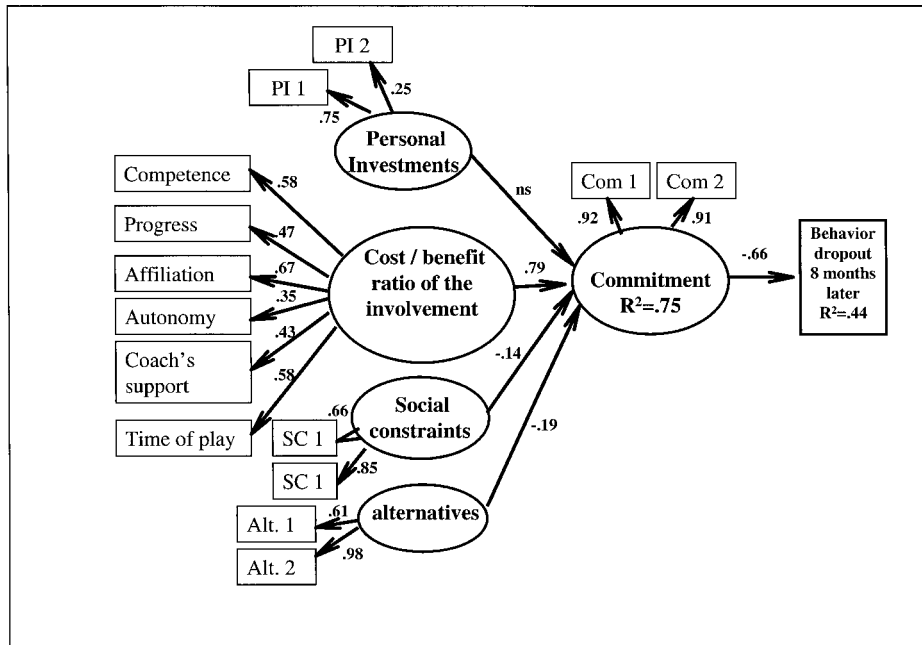 PI 2
PI 1
.25
.75
Personal
Investments
Competence
.58
ns
Com 1
Com 2
Progress
.47
.92
.91
Affiliation
.67
Cost / benefit
ratio of the
involvement
.79
Commitment
R²=.75
-.66
Behavior
dropout
8 months
later
R²=.44
Autonomy
.35
Coach's
support
.43
-.14
.58
Time of play
Social
constraints
.66
SC 1
-.19
SC 1
.85
alternatives
Alt. 1
.61
Alt. 2
.98